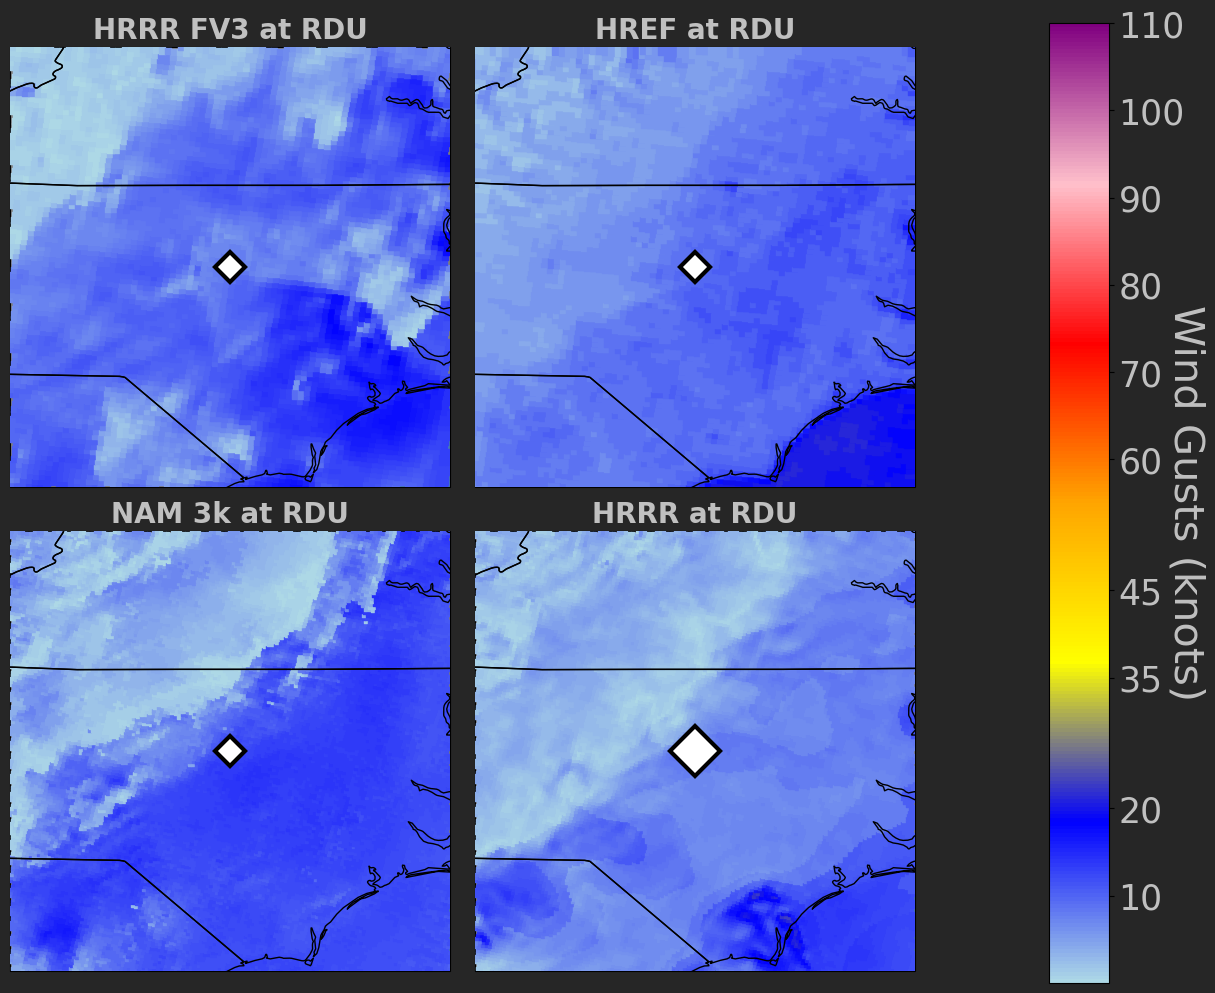 HRRR FV3 at RDU
HREF at RDU
NAM 3k at RDU
HRRR at RDU
110
100
90
80
70
60
45
35
20
10
Wind Gusts (knots)